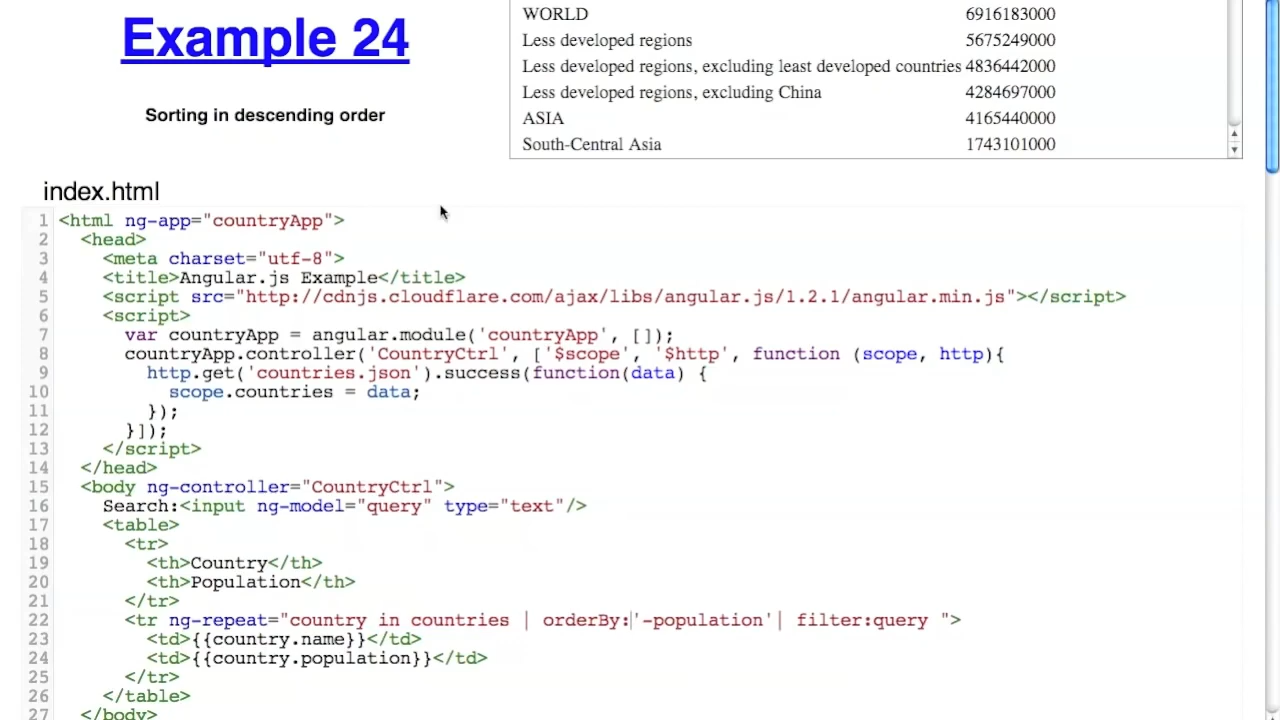 Example 24
Sorting in descending order
WORLD 6916183000
Less developed regions 5675249000
Less developed regions, excluding least developed countries 4836442000
Less developed regions, excluding China 4284697000
ASIA 4165440000
South-Central Asia 1743101000
index.html
1 <html ng-app="countryApp">
2 <head>
3 <meta charset="utf-8">
4 <title>Angular.js Example</title>
5 <script src="http://cdnjs.cloudflare.com/ajax/libs/angular.js/1.2.1/angular.min.js"></script>
6 <script>
7 var countryApp = angular.module('countryApp', []);
8 countryApp.controller('CountryCtrl', ['$scope', '$http', function (scope, http){
9 http.get('countries.json').success(function(data) {
10 scope.countries = data;
11 });
12 }]);
13 </script>
14 </head>
15 <body ng-controller="CountryCtrl">
16 Search:<input ng-model="query" type="text"/>
17 <table>
18 <tr>
19 <th>Country</th>
20 <th>Population</th>
21 </tr>
22 <tr ng-repeat="country in countries | orderBy:'-population'| filter:query ">
23 <td>{{country.name}}</td>
24 <td>{{country.population}}</td>
25 </tr>
26 </table>
27 </body>